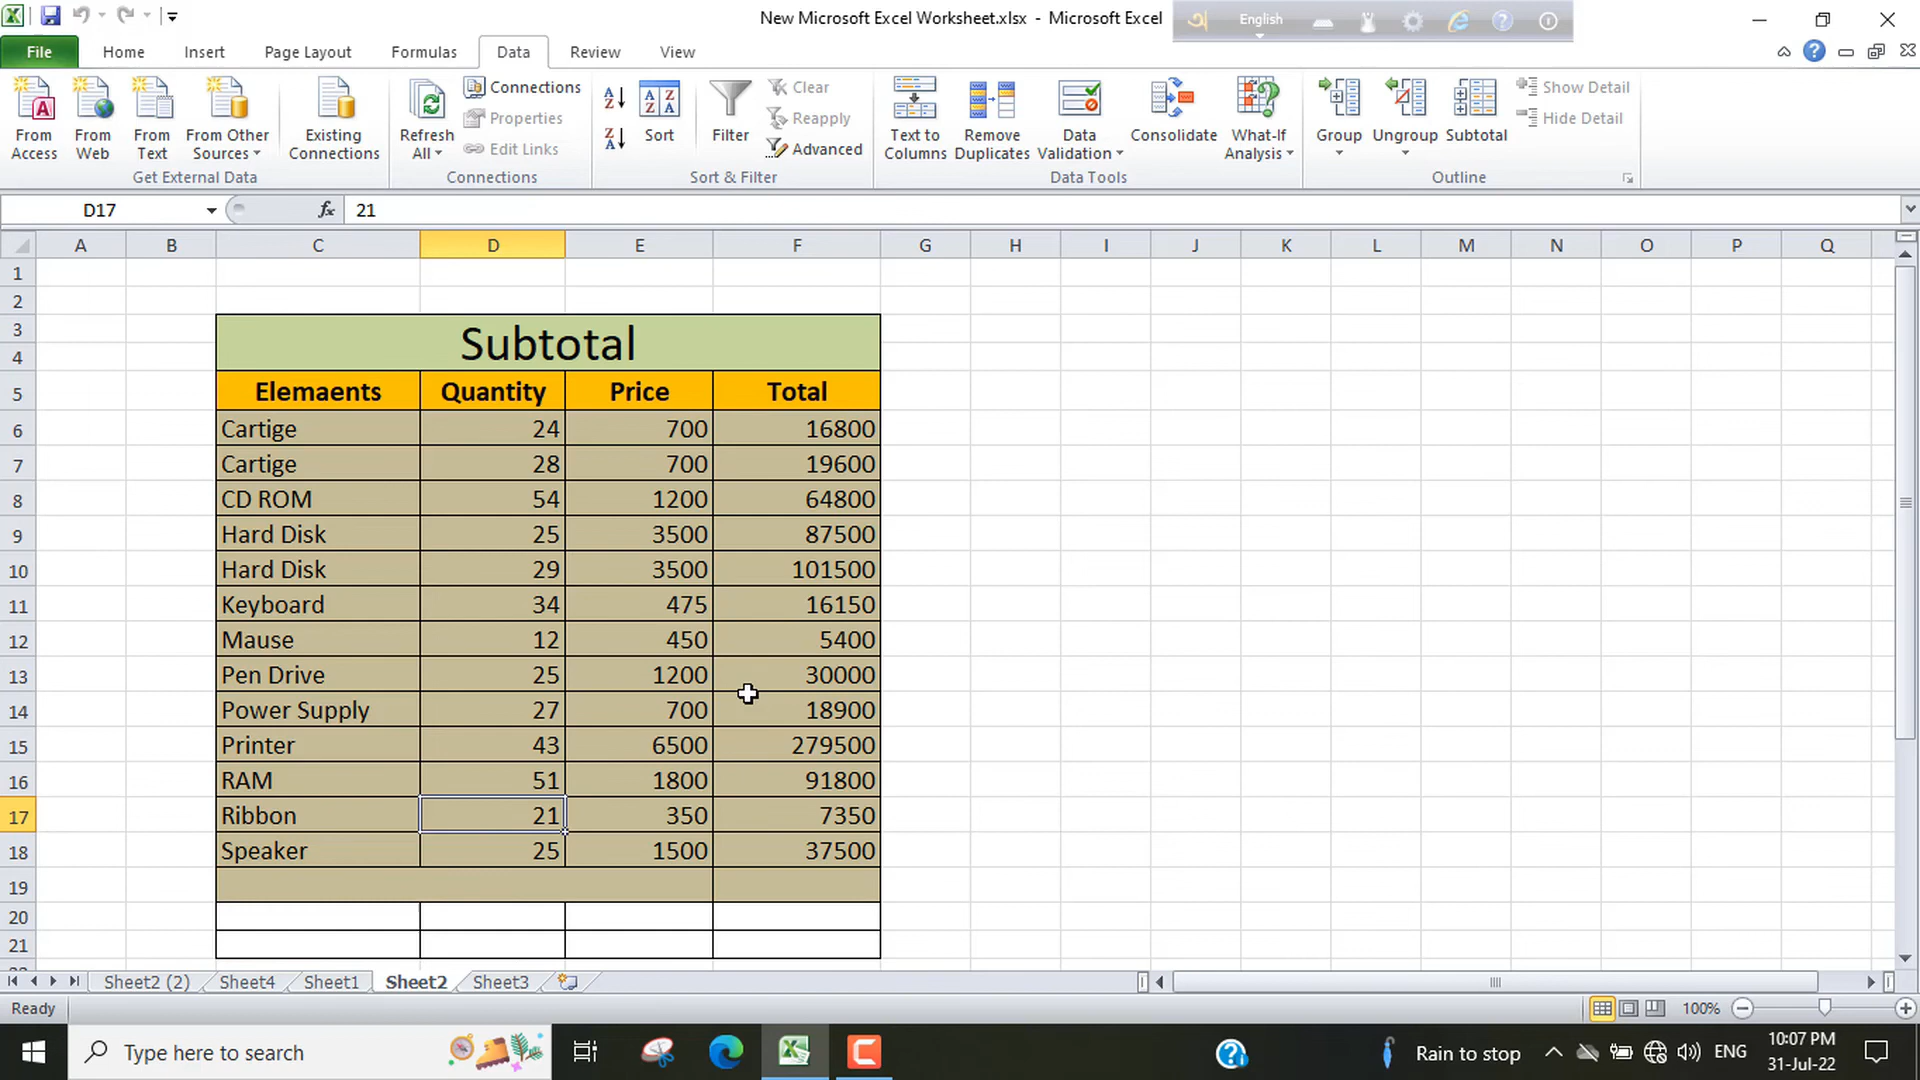 New Microsoft Excel Worksheet.xlsx - Microsoft Excel
English
File Home Insert Page Layout Formulas Data Review View
From Access
From Web
From Text
From Other Sources
Existing Connections
Get External Data
Refresh All
Connections
Properties
Edit Links
Connections
Sort
Filter
Clear
Reapply
Advanced
Sort & Filter
Text to Columns
Remove Duplicates
Data Validation
Consolidate
What-If Analysis
Data Tools
Group
Ungroup
Subtotal
Show Detail
Hide Detail
Outline
D17 fx 21
A B C D E F G H I J K L M N O P Q
1
2
3
4
Subtotal
5 Elemaents Quantity Price Total
6 Cartige 24 700 16800
7 Cartige 28 700 19600
8 CD ROM 54 1200 64800
9 Hard Disk 25 3500 87500
10 Hard Disk 29 3500 101500
11 Keyboard 34 475 16150
12 Mause 12 450 5400
13 Pen Drive 25 1200 30000
14 Power Supply 27 700 18900
15 Printer 43 6500 279500
16 RAM 51 1800 91800
17 Ribbon 21 350 7350
18 Speaker 25 1500 37500
19
20
21
Sheet2 (2) Sheet4 Sheet1 Sheet2 Sheet3
Ready 100%
Type here to search
Rain to stop
ENG
10:07 PM
31-Jul-22